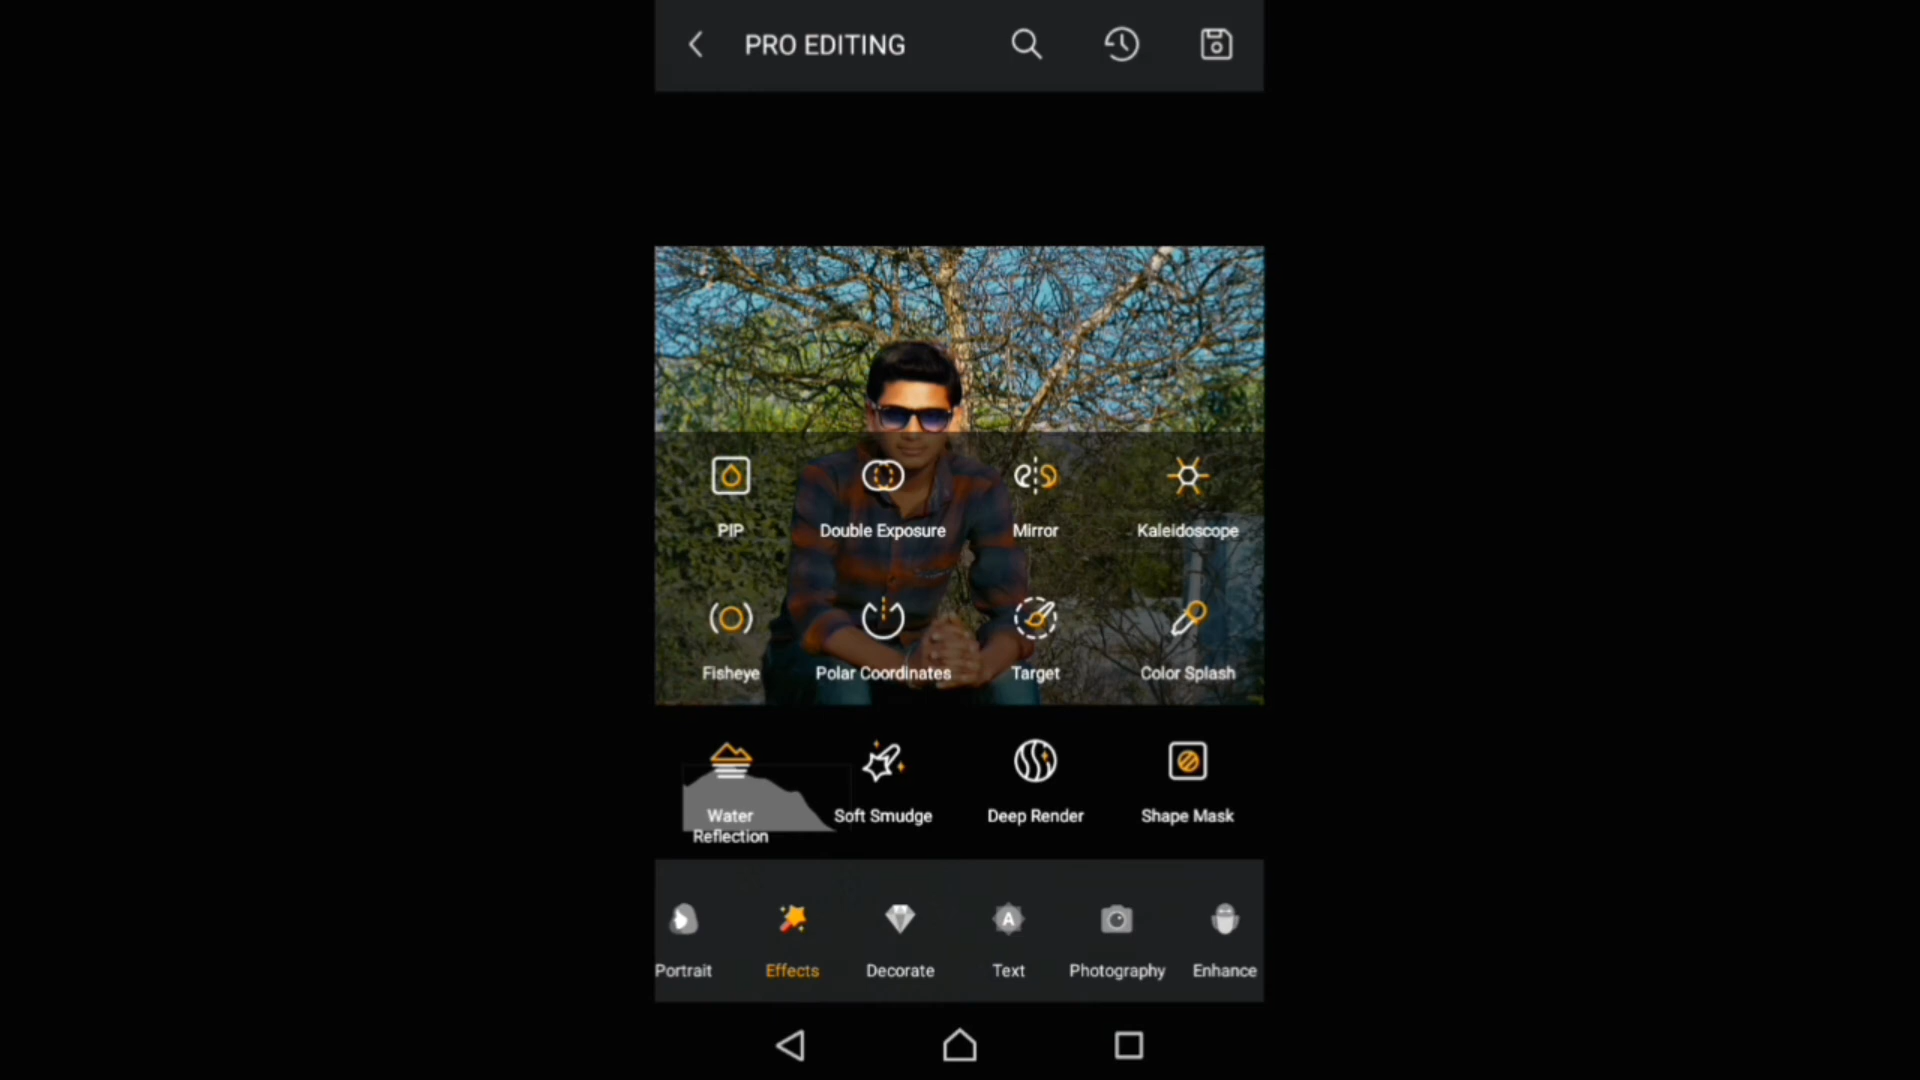 PRO EDITING
PIP
Double Exposure
Mirror
Kaleidoscope
Fisheye
Polar Coordinates
Target
Color Splash
Water
Reflection
Soft Smudge
Deep Render
Shape Mask
A
Portrait
Effects
Decorate
Text
Photography
Enhance